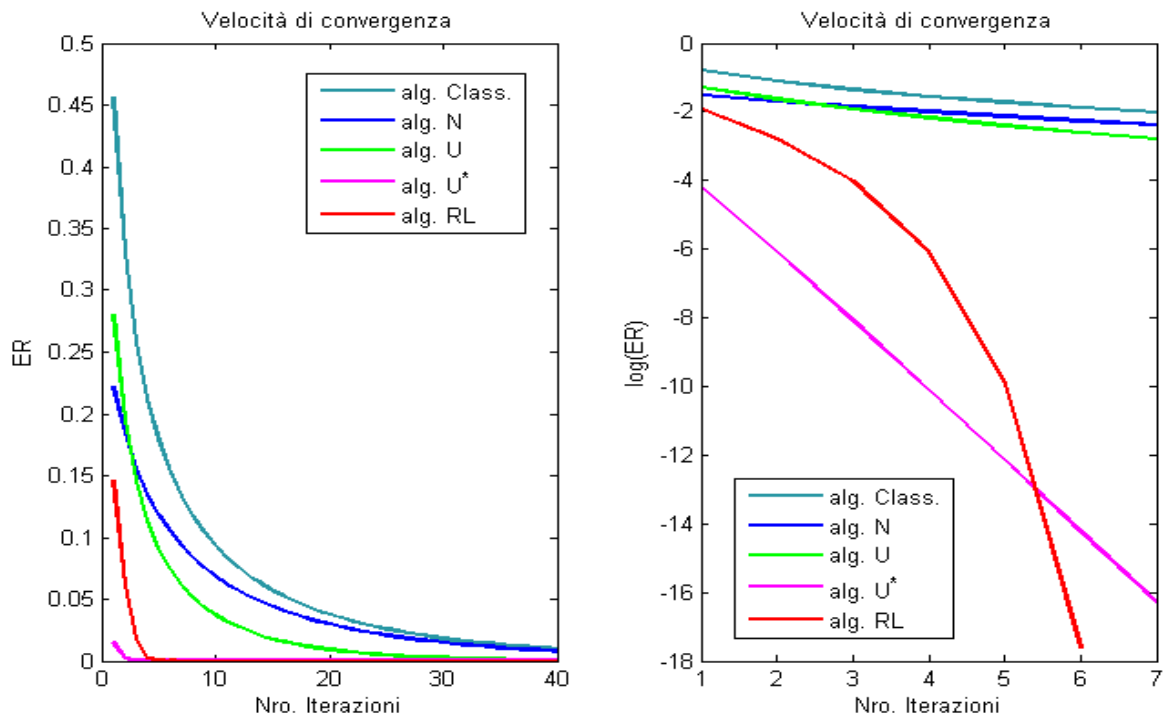 Velocità di convergenza
0.5
0.45
0.4
0.35
0.3
0.25
0.2
0.15
0.1
0.05
0
ER
alg. Class.
alg. N
alg. U
alg. U*
alg. RL
0
10
20
30
40
Nro. Iterazioni
Velocità di convergenza
0
-2
-4
-6
-8
-10
-12
-14
-16
-18
log(ER)
alg. Class.
alg. N
alg. U
alg. U*
alg. RL
1
2
3
4
5
6
7
Nro. Iterazioni